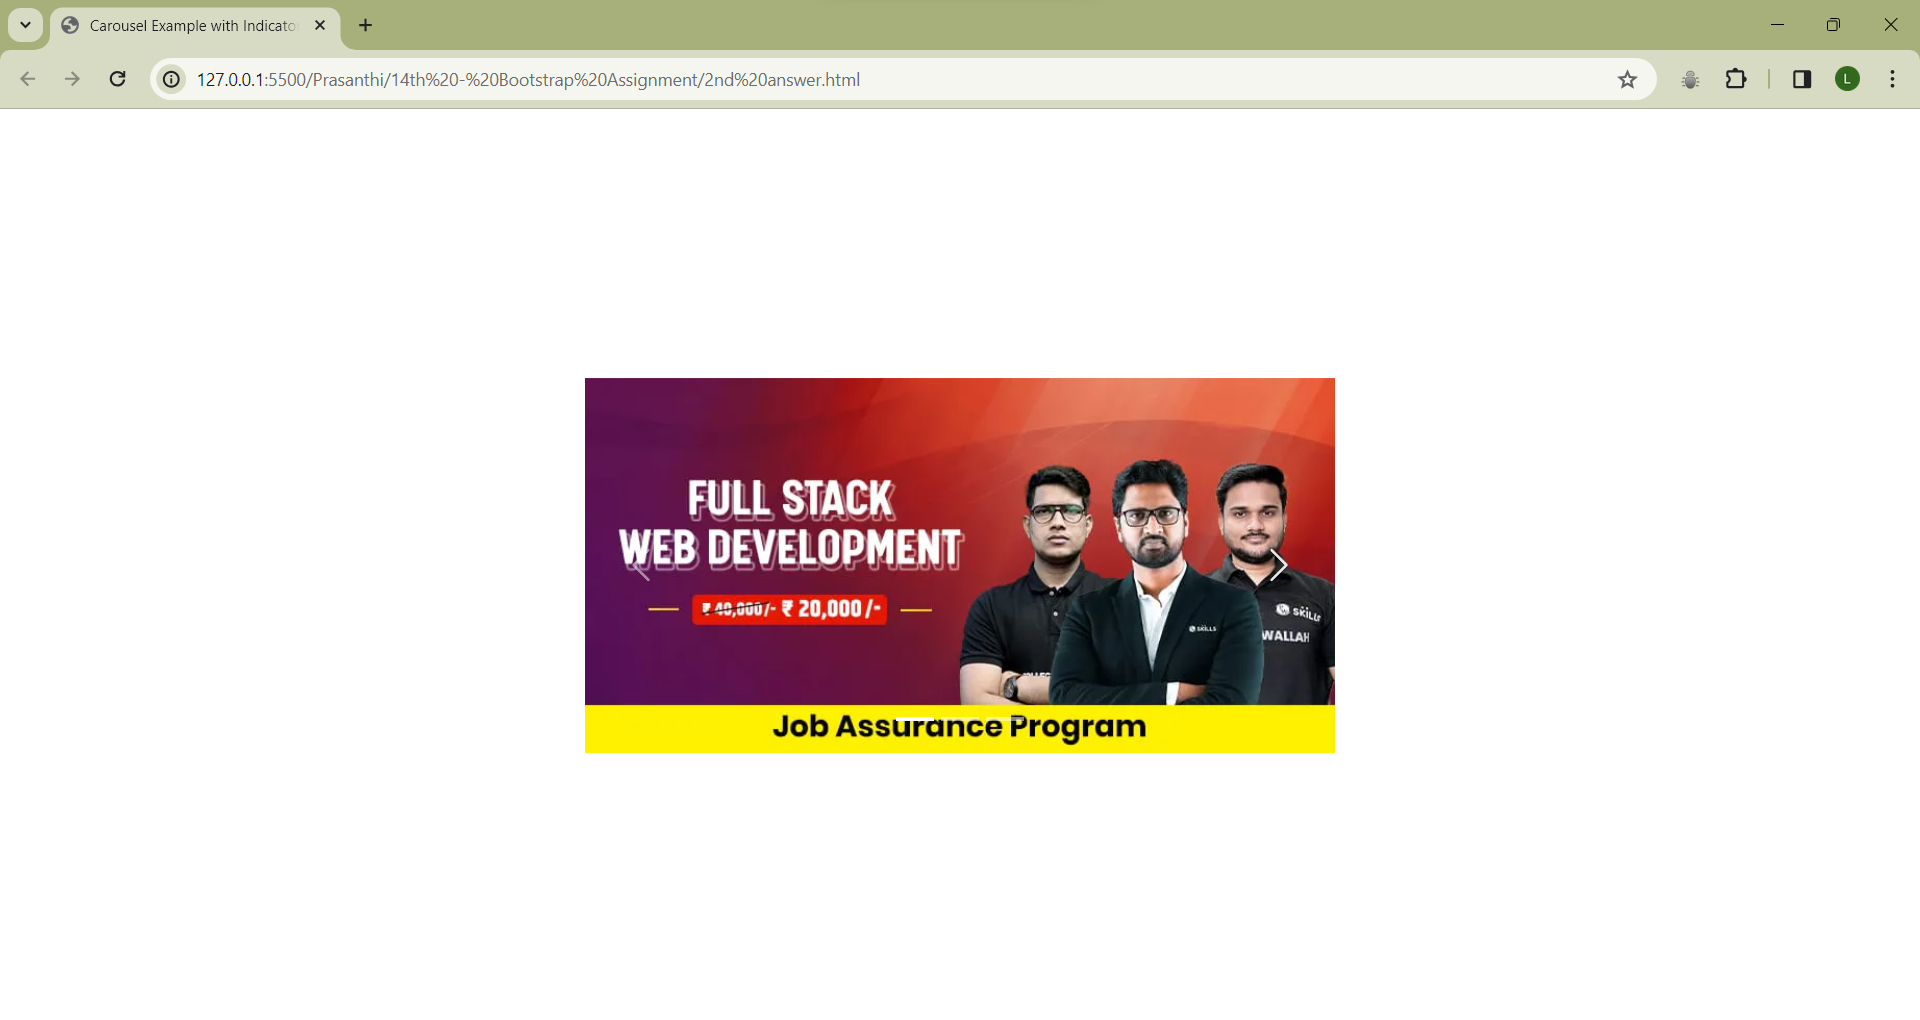 Carousel Example with Indicato
127.0.0.1:5500/Prasanthi/14th%20-%20Bootstrap%20Assignment/2nd%20answer.html
L
FULL STACK
WEB DEVELOPMENT
₹ 40,000/- ₹ 20,000/-
SKILLS
SKILLS
WALLAH
Job Assurance Program